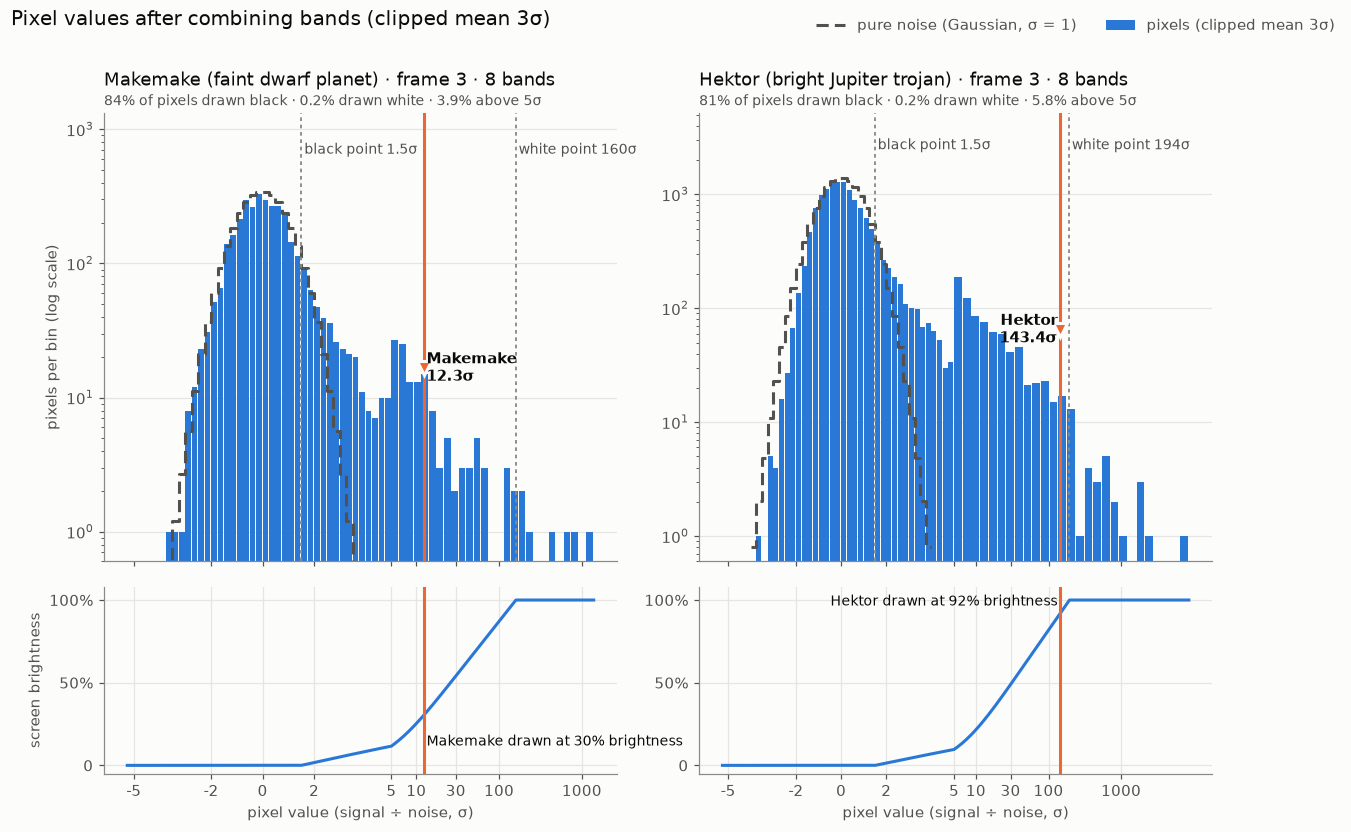 Pixel values after combining bands (clipped mean 3σ)
pure noise (Gaussian, σ = 1)
pixels (clipped mean 3σ)
Makemake (faint dwarf planet) · frame 3 · 8 bands
84% of pixels drawn black · 0.2% drawn white · 3.9% above 5σ
pixels per bin (log scale)
10³
10²
10¹
10⁰
black point 1.5σ
white point 160σ
Makemake
12.3σ
Hektor (bright Jupiter trojan) · frame 3 · 8 bands
81% of pixels drawn black · 0.2% drawn white · 5.8% above 5σ
10³
10²
10¹
10⁰
black point 1.5σ
white point 194σ
Hektor
143.4σ
screen brightness
100%
50%
0
Makemake drawn at 30% brightness
-5 -2 0 2 5 10 30 100 1000
pixel value (signal ÷ noise, σ)
100%
50%
0
Hektor drawn at 92% brightness
-5 -2 0 2 5 10 30 100 1000
pixel value (signal ÷ noise, σ)